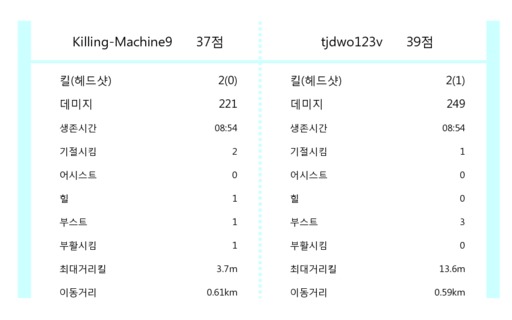 Killing-Machine9 37점
킬(헤드샷) 2(0)
데미지 221
생존시간 08:54
기절시킴 2
어시스트 0
힐 1
부스트 1
부활시킴 1
최대거리킬 3.7m
이동거리 0.61km
tjdwo123v 39점
킬(헤드샷) 2(1)
데미지 249
생존시간 08:54
기절시킴 1
어시스트 0
힐 0
부스트 3
부활시킴 0
최대거리킬 13.6m
이동거리 0.59km